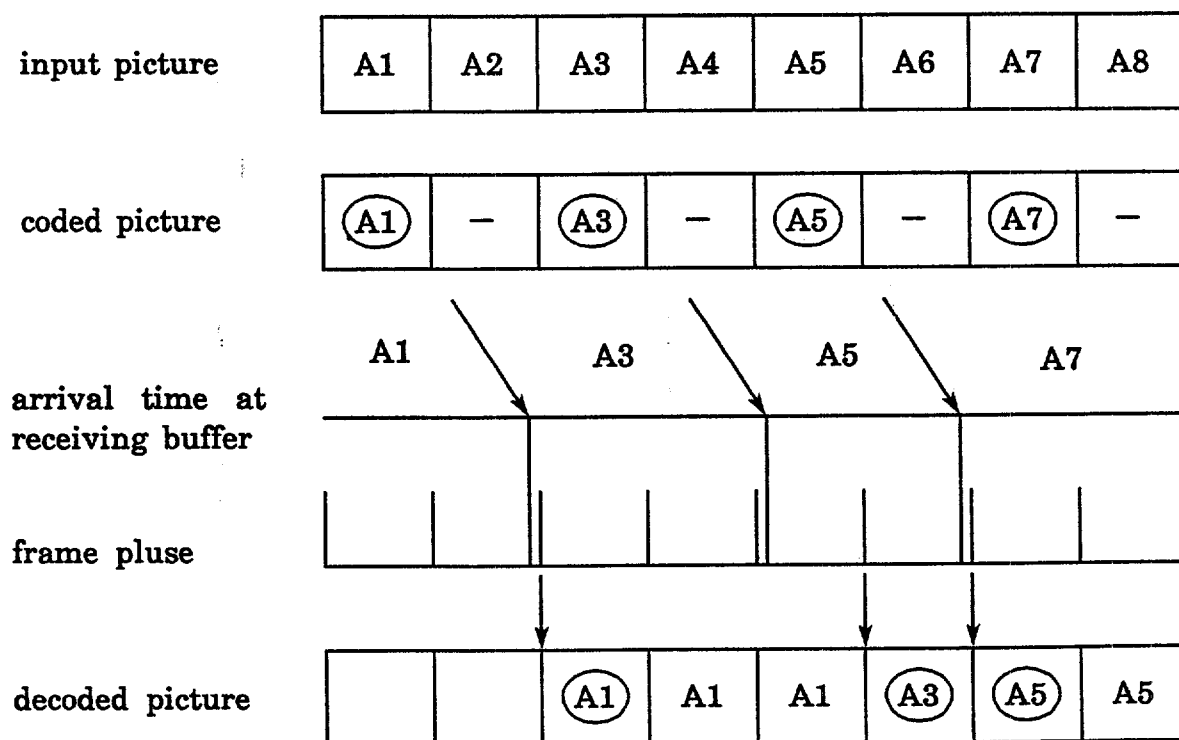 input picture A1 A2 A3 A4 A5 A6 A7 A8
coded picture A1 – A3 – A5 – A7 –
A1 A3 A5 A7
arrival time at
receiving buffer
frame pluse
decoded picture A1 A1 A1 A3 A5 A5